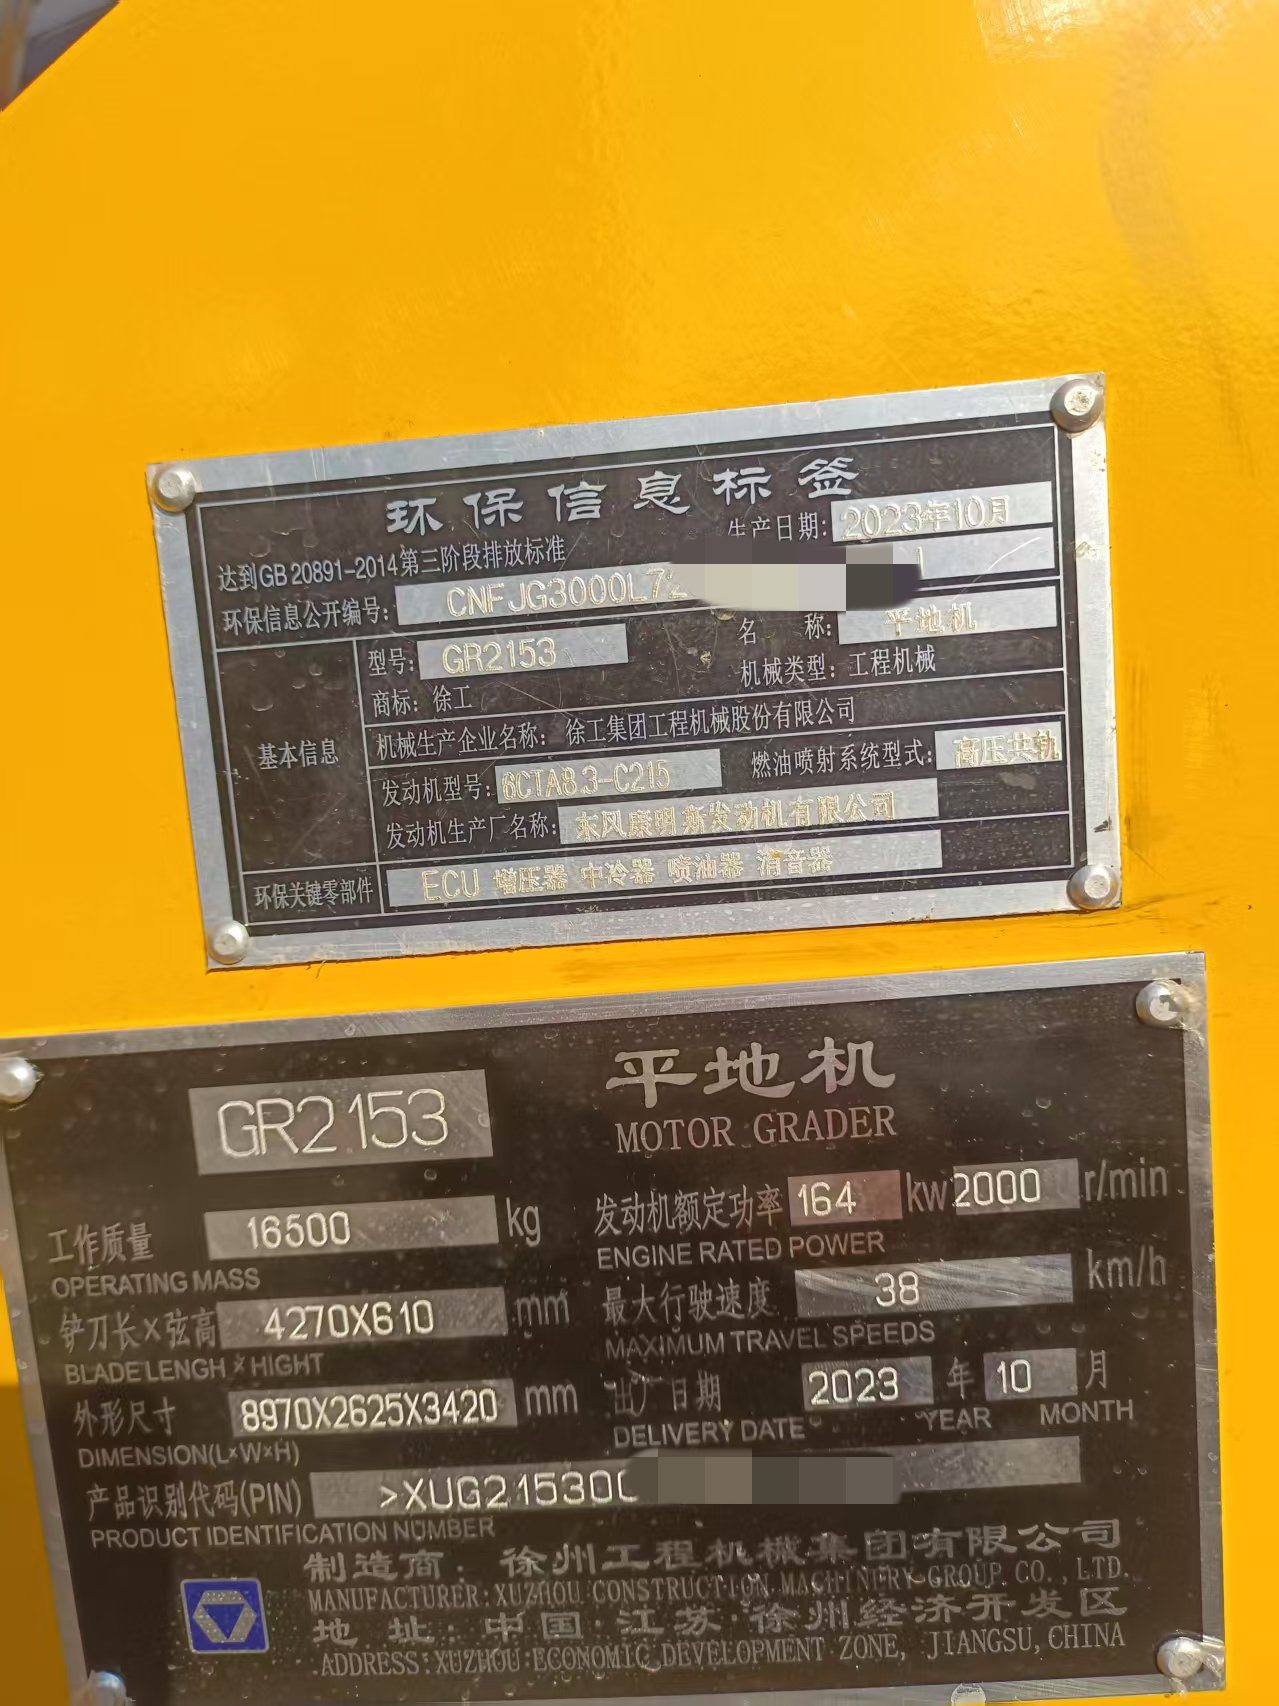 环保信息标签
达到GB 20891-2014第三阶段排放标准 生产日期: 2023年10月
环保信息公开编号: CNFJG3000L72
基本信息
型号: GR2153 名 称: 平地机
商标: 徐工 机械类型: 工程机械
机械生产企业名称: 徐工集团工程机械股份有限公司
发动机型号: 6CTA8.3-C215 燃油喷射系统型式: 高压共轨
发动机生产厂名称: 东风康明斯发动机有限公司
环保关键零部件 ECU 增压器 中冷器 喷油器 消音器
GR2153 平地机
MOTOR GRADER
工作质量 16500 kg 发动机额定功率 164 kw 2000 r/min
OPERATING MASS ENGINE RATED POWER
铲刀长×弦高 4270X610 mm 最大行驶速度 38 km/h
BLADE LENGH × HIGHT MAXIMUM TRAVEL SPEEDS
外形尺寸 8970X2625X3420 mm 出厂日期 2023 年 10 月
DIMENSION(L×W×H) DELIVERY DATE YEAR MONTH
产品识别代码(PIN) >XUG215300
PRODUCT IDENTIFICATION NUMBER
制造商: 徐州工程机械集团有限公司
MANUFACTURER: XUZHOU CONSTRUCTION MACHINERY GROUP CO., LTD.
地 址: 中国·江苏·徐州经济开发区
ADDRESS: XUZHOU ECONOMIC DEVELOPMENT ZONE, JIANGSU, CHINA